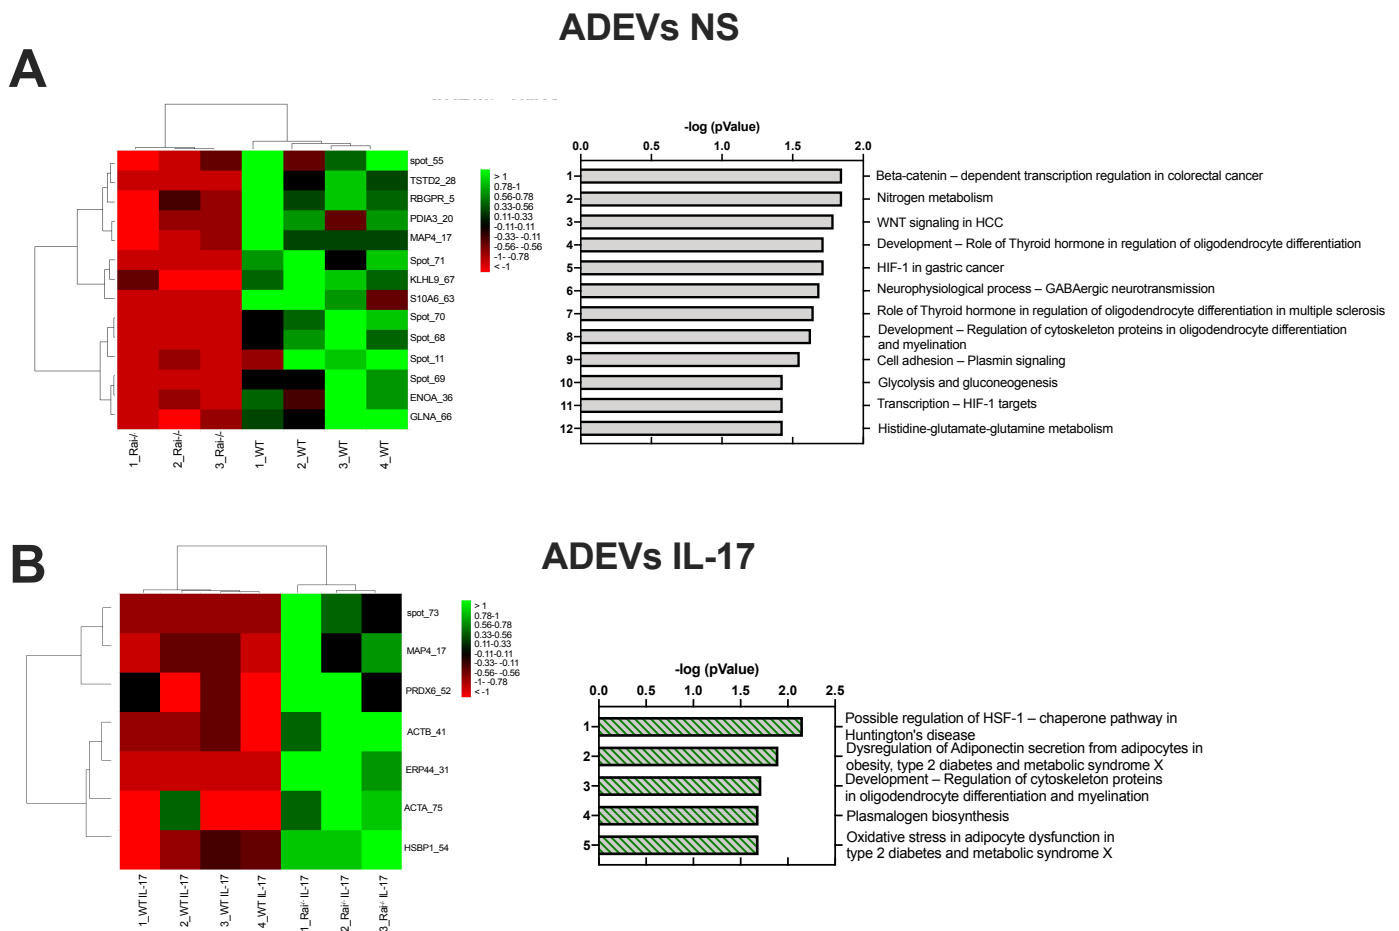 ADEVs NS
A
spot_55
TSTD2_28
RBGPR_5
PDIA3_20
MAP4_17
Spot_71
KLHL9_67
S10A6_63
Spot_70
Spot_68
Spot_11
Spot_69
ENOA_36
GLNA_66
1_Rai-/-
2_Rai-/-
3_Rai-/-
1_WT
2_WT
3_WT
4_WT
> 1
0.78-1
0.56-0.78
0.33-0.56
0.11-0.33
-0.11-0.11
-0.33- -0.11
-0.56- -0.56
-1- -0.78
< -1
-log (pValue)
0.0 0.5 1.0 1.5 2.0
1 Beta-catenin – dependent transcription regulation in colorectal cancer
2 Nitrogen metabolism
3 WNT signaling in HCC
4 Development – Role of Thyroid hormone in regulation of oligodendrocyte differentiation
5 HIF-1 in gastric cancer
6 Neurophysiological process – GABAergic neurotransmission
7 Role of Thyroid hormone in regulation of oligodendrocyte differentiation in multiple sclerosis
8 Development – Regulation of cytoskeleton proteins in oligodendrocyte differentiation
and myelination
9 Cell adhesion – Plasmin signaling
10 Glycolysis and gluconeogenesis
11 Transcription – HIF-1 targets
12 Histidine-glutamate-glutamine metabolism
B
ADEVs IL-17
spot_73
MAP4_17
PRDX6_52
ACTB_41
ERP44_31
ACTA_75
HSBP1_54
1_WT IL-17
2_WT IL-17
3_WT IL-17
4_WT IL-17
1_Rai-/- IL-17
2_Rai-/- IL-17
3_Rai-/- IL-17
> 1
0.78-1
0.56-0.78
0.33-0.56
0.11-0.33
-0.11-0.11
-0.33- -0.11
-0.56- -0.56
-1- -0.78
< -1
-log (pValue)
0.0 0.5 1.0 1.5 2.0 2.5
1 Possible regulation of HSF-1 – chaperone pathway in
Huntington's disease
2 Dysregulation of Adiponectin secretion from adipocytes in
obesity, type 2 diabetes and metabolic syndrome X
3 Development – Regulation of cytoskeleton proteins
in oligodendrocyte differentiation and myelination
4 Plasmalogen biosynthesis
5 Oxidative stress in adipocyte dysfunction in
type 2 diabetes and metabolic syndrome X